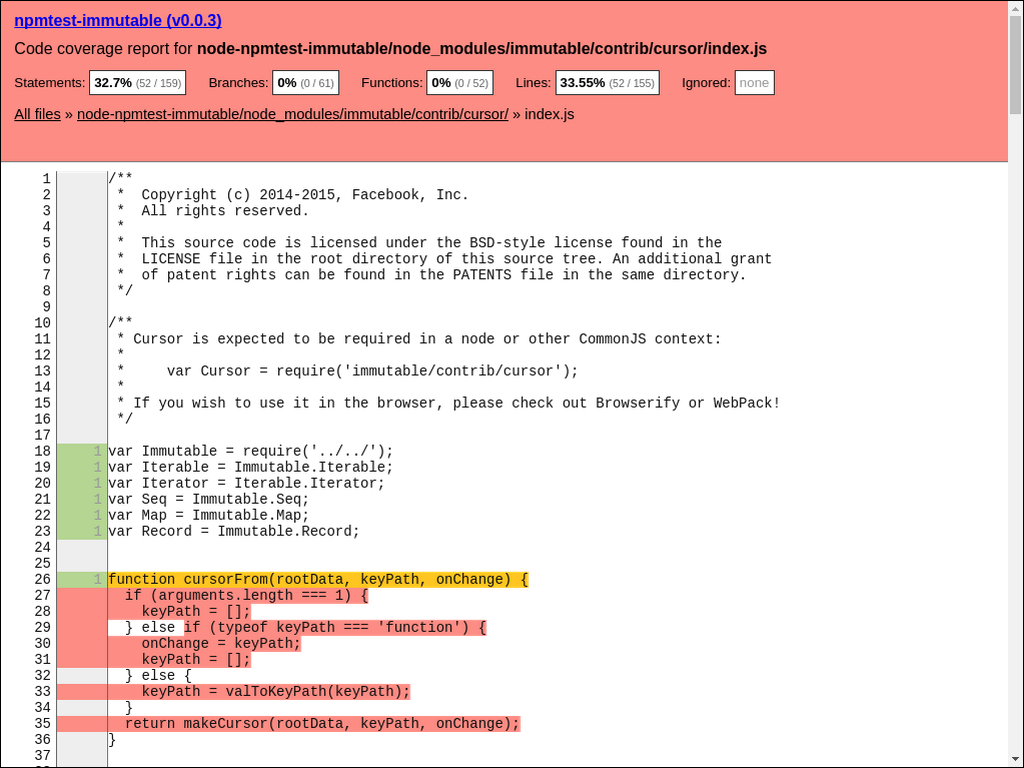 npmtest-immutable (v0.0.3)
Code coverage report for node-npmtest-immutable/node_modules/immutable/contrib/cursor/index.js
Statements: 32.7% (52 / 159) Branches: 0% (0 / 61) Functions: 0% (0 / 52) Lines: 33.55% (52 / 155) Ignored: none
All files » node-npmtest-immutable/node_modules/immutable/contrib/cursor/ » index.js
1 /**
2  *  Copyright (c) 2014-2015, Facebook, Inc.
3  *  All rights reserved.
4  *
5  *  This source code is licensed under the BSD-style license found in the
6  *  LICENSE file in the root directory of this source tree. An additional grant
7  *  of patent rights can be found in the PATENTS file in the same directory.
8  */
9
10 /**
11  * Cursor is expected to be required in a node or other CommonJS context:
12  *
13  *     var Cursor = require('immutable/contrib/cursor');
14  *
15  * If you wish to use it in the browser, please check out Browserify or WebPack!
16  */
17
18 1 var Immutable = require('../../');
19 1 var Iterable = Immutable.Iterable;
20 1 var Iterator = Iterable.Iterator;
21 1 var Seq = Immutable.Seq;
22 1 var Map = Immutable.Map;
23 1 var Record = Immutable.Record;
24
25
26 1 function cursorFrom(rootData, keyPath, onChange) {
27   if (arguments.length === 1) {
28     keyPath = [];
29   } else if (typeof keyPath === 'function') {
30     onChange = keyPath;
31     keyPath = [];
32   } else {
33     keyPath = valToKeyPath(keyPath);
34   }
35   return makeCursor(rootData, keyPath, onChange);
36 }
37